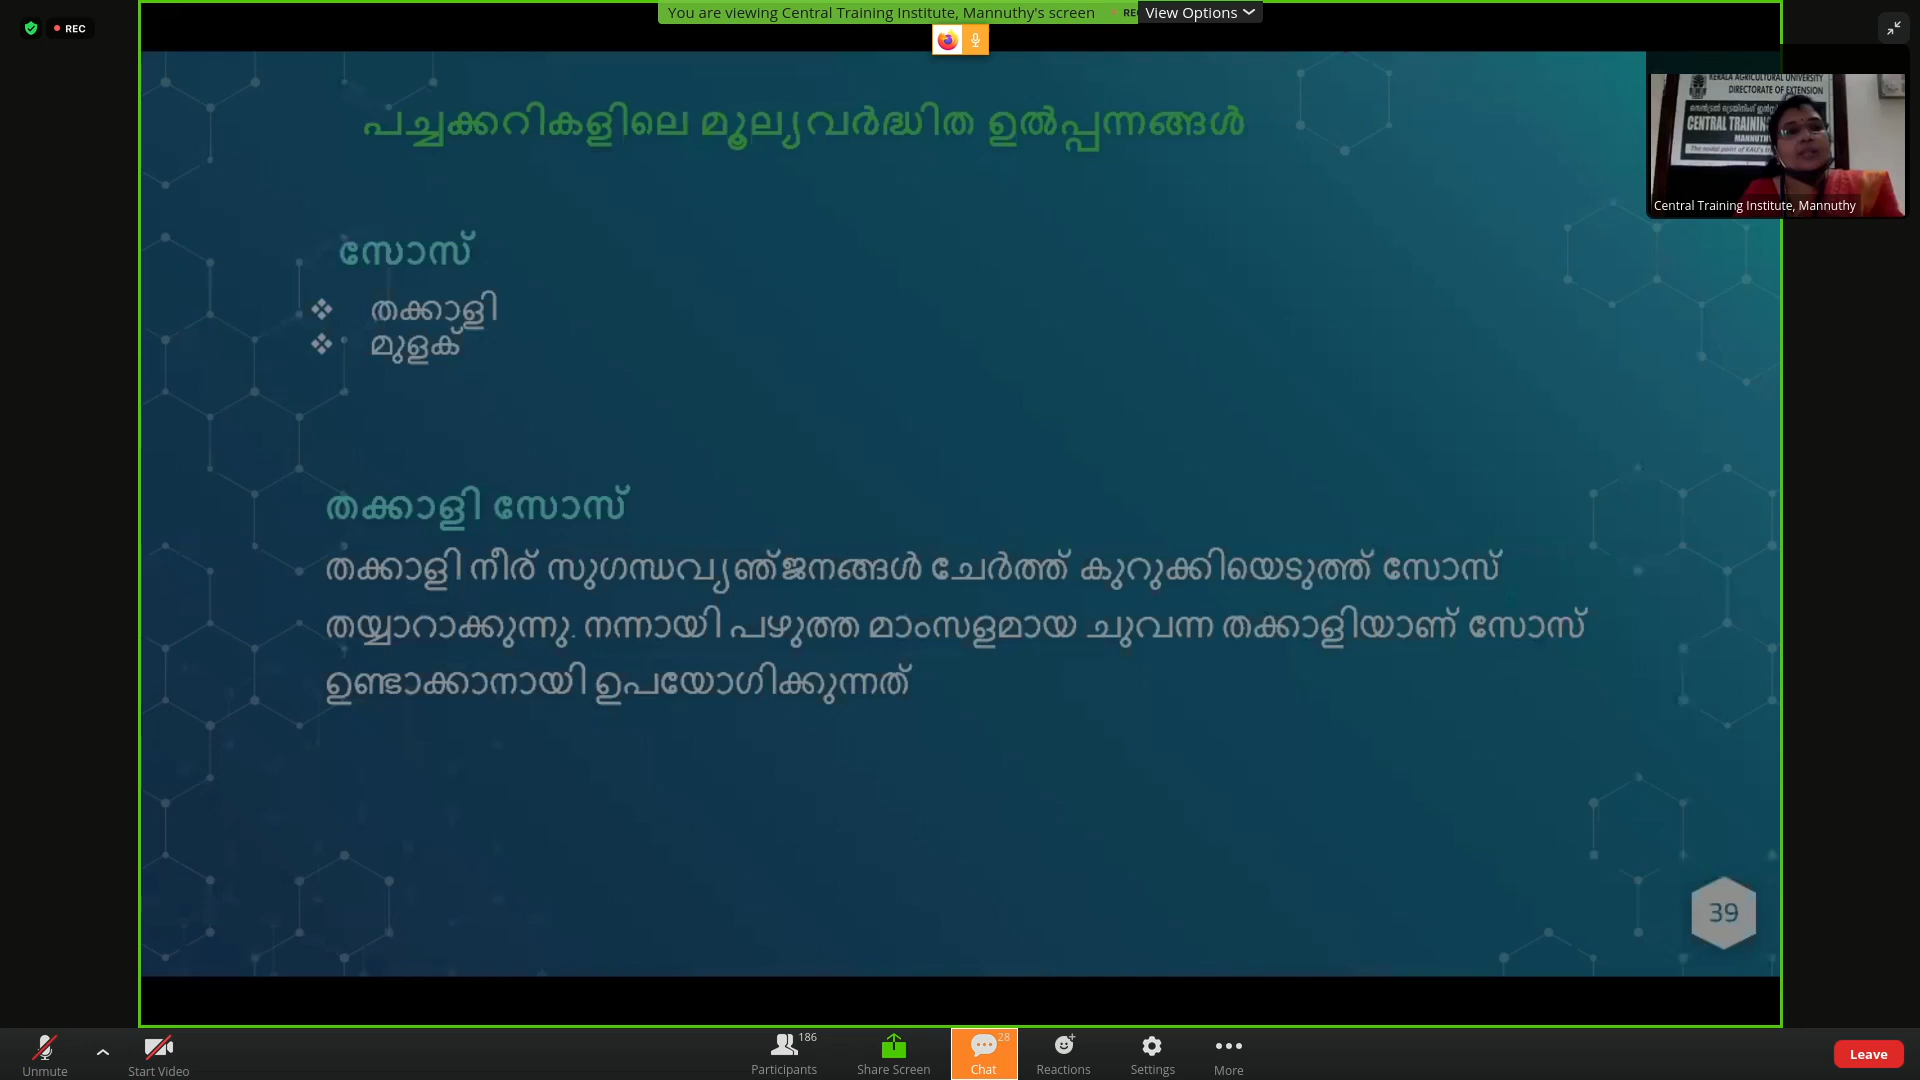 You are viewing Central Training Institute, Mannuthy's screen
REC
View Options
REC
പച്ചക്കറികളിലെ മൂല്യവർദ്ധിത ഉൽപ്പന്നങ്ങൾ
KERALA AGRICULTURAL UNIVERSITY
DIRECTORATE OF EXTENSION
CENTRAL TRAINING
Central Training Institute, Mannuthy
സോസ്
❖ തക്കാളി
❖ മുളക്
തക്കാളി സോസ്
തക്കാളി നീര് സുഗന്ധവ്യഞ്ജനങ്ങൾ ചേർത്ത് കുറുക്കിയെടുത്ത് സോസ്
തയ്യാറാക്കുന്നു. നന്നായി പഴുത്ത മാംസളമായ ചുവന്ന തക്കാളിയാണ് സോസ്
ഉണ്ടാക്കാനായി ഉപയോഗിക്കുന്നത്
39
Unmute
Start Video
186
Participants
Share Screen
28
Chat
Reactions
Settings
More
Leave